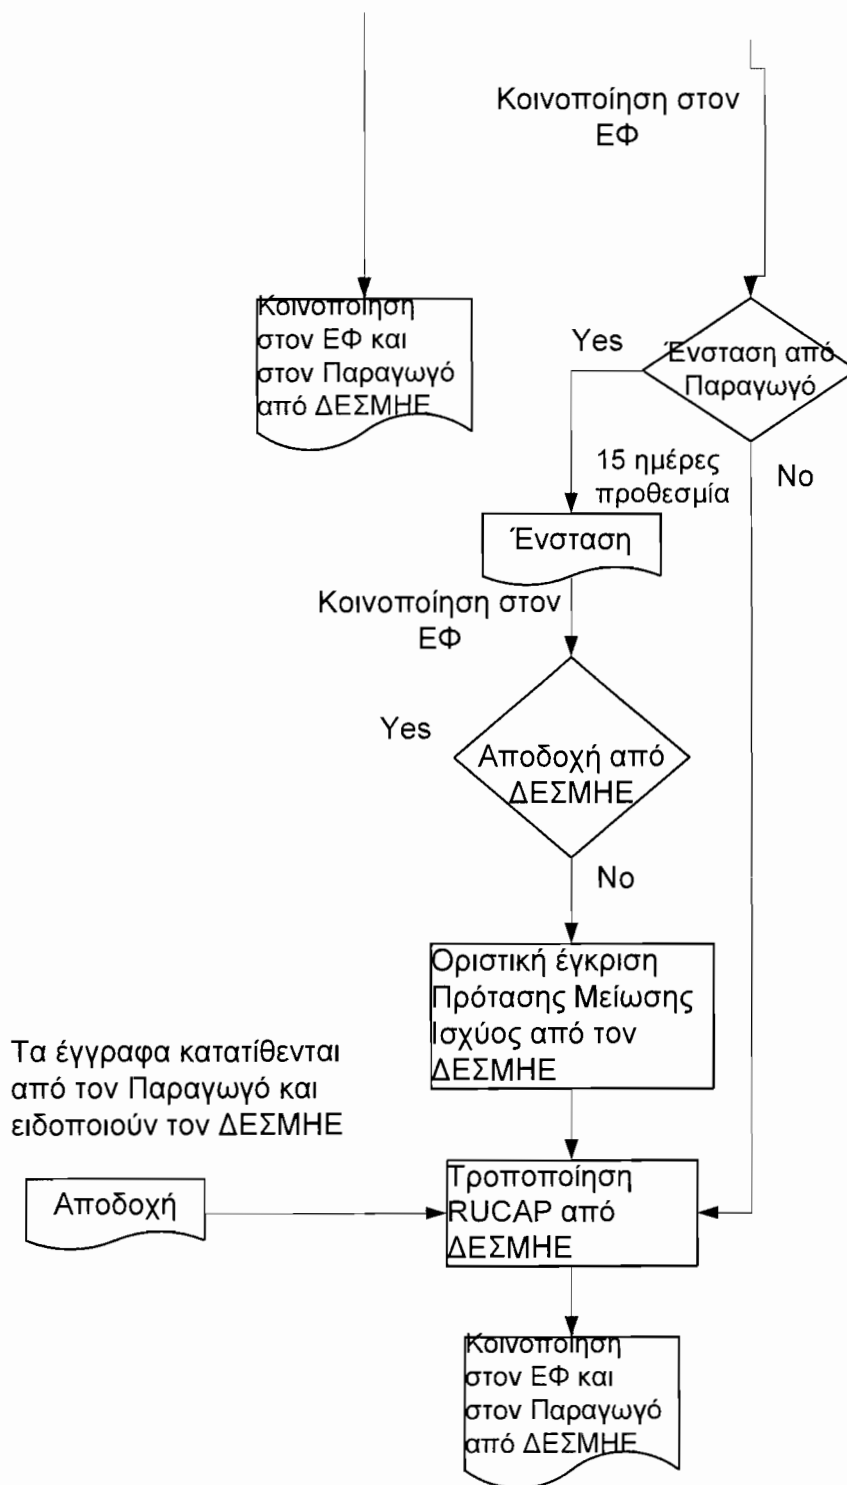 Κοινοποίηση στον
ΕΦ
Κοινοποίηση
στον ΕΦ και
στον Παραγωγό
από ΔΕΣΜΗΕ
Yes
Ένσταση από
Παραγωγό
15 ημέρες
προθεσμία
No
Ένσταση
Κοινοποίηση στον
ΕΦ
Yes
Αποδοχή από
ΔΕΣΜΗΕ
No
Οριστική έγκριση
Πρότασης Μείωσης
Ισχύος από τον
ΔΕΣΜΗΕ
Τα έγγραφα κατατίθενται
από τον Παραγωγό και
ειδοποιούν τον ΔΕΣΜΗΕ
Αποδοχή
Τροποποίηση
RUCAP από
ΔΕΣΜΗΕ
Κοινοποίηση
στον ΕΦ και
στον Παραγωγό
από ΔΕΣΜΗΕ